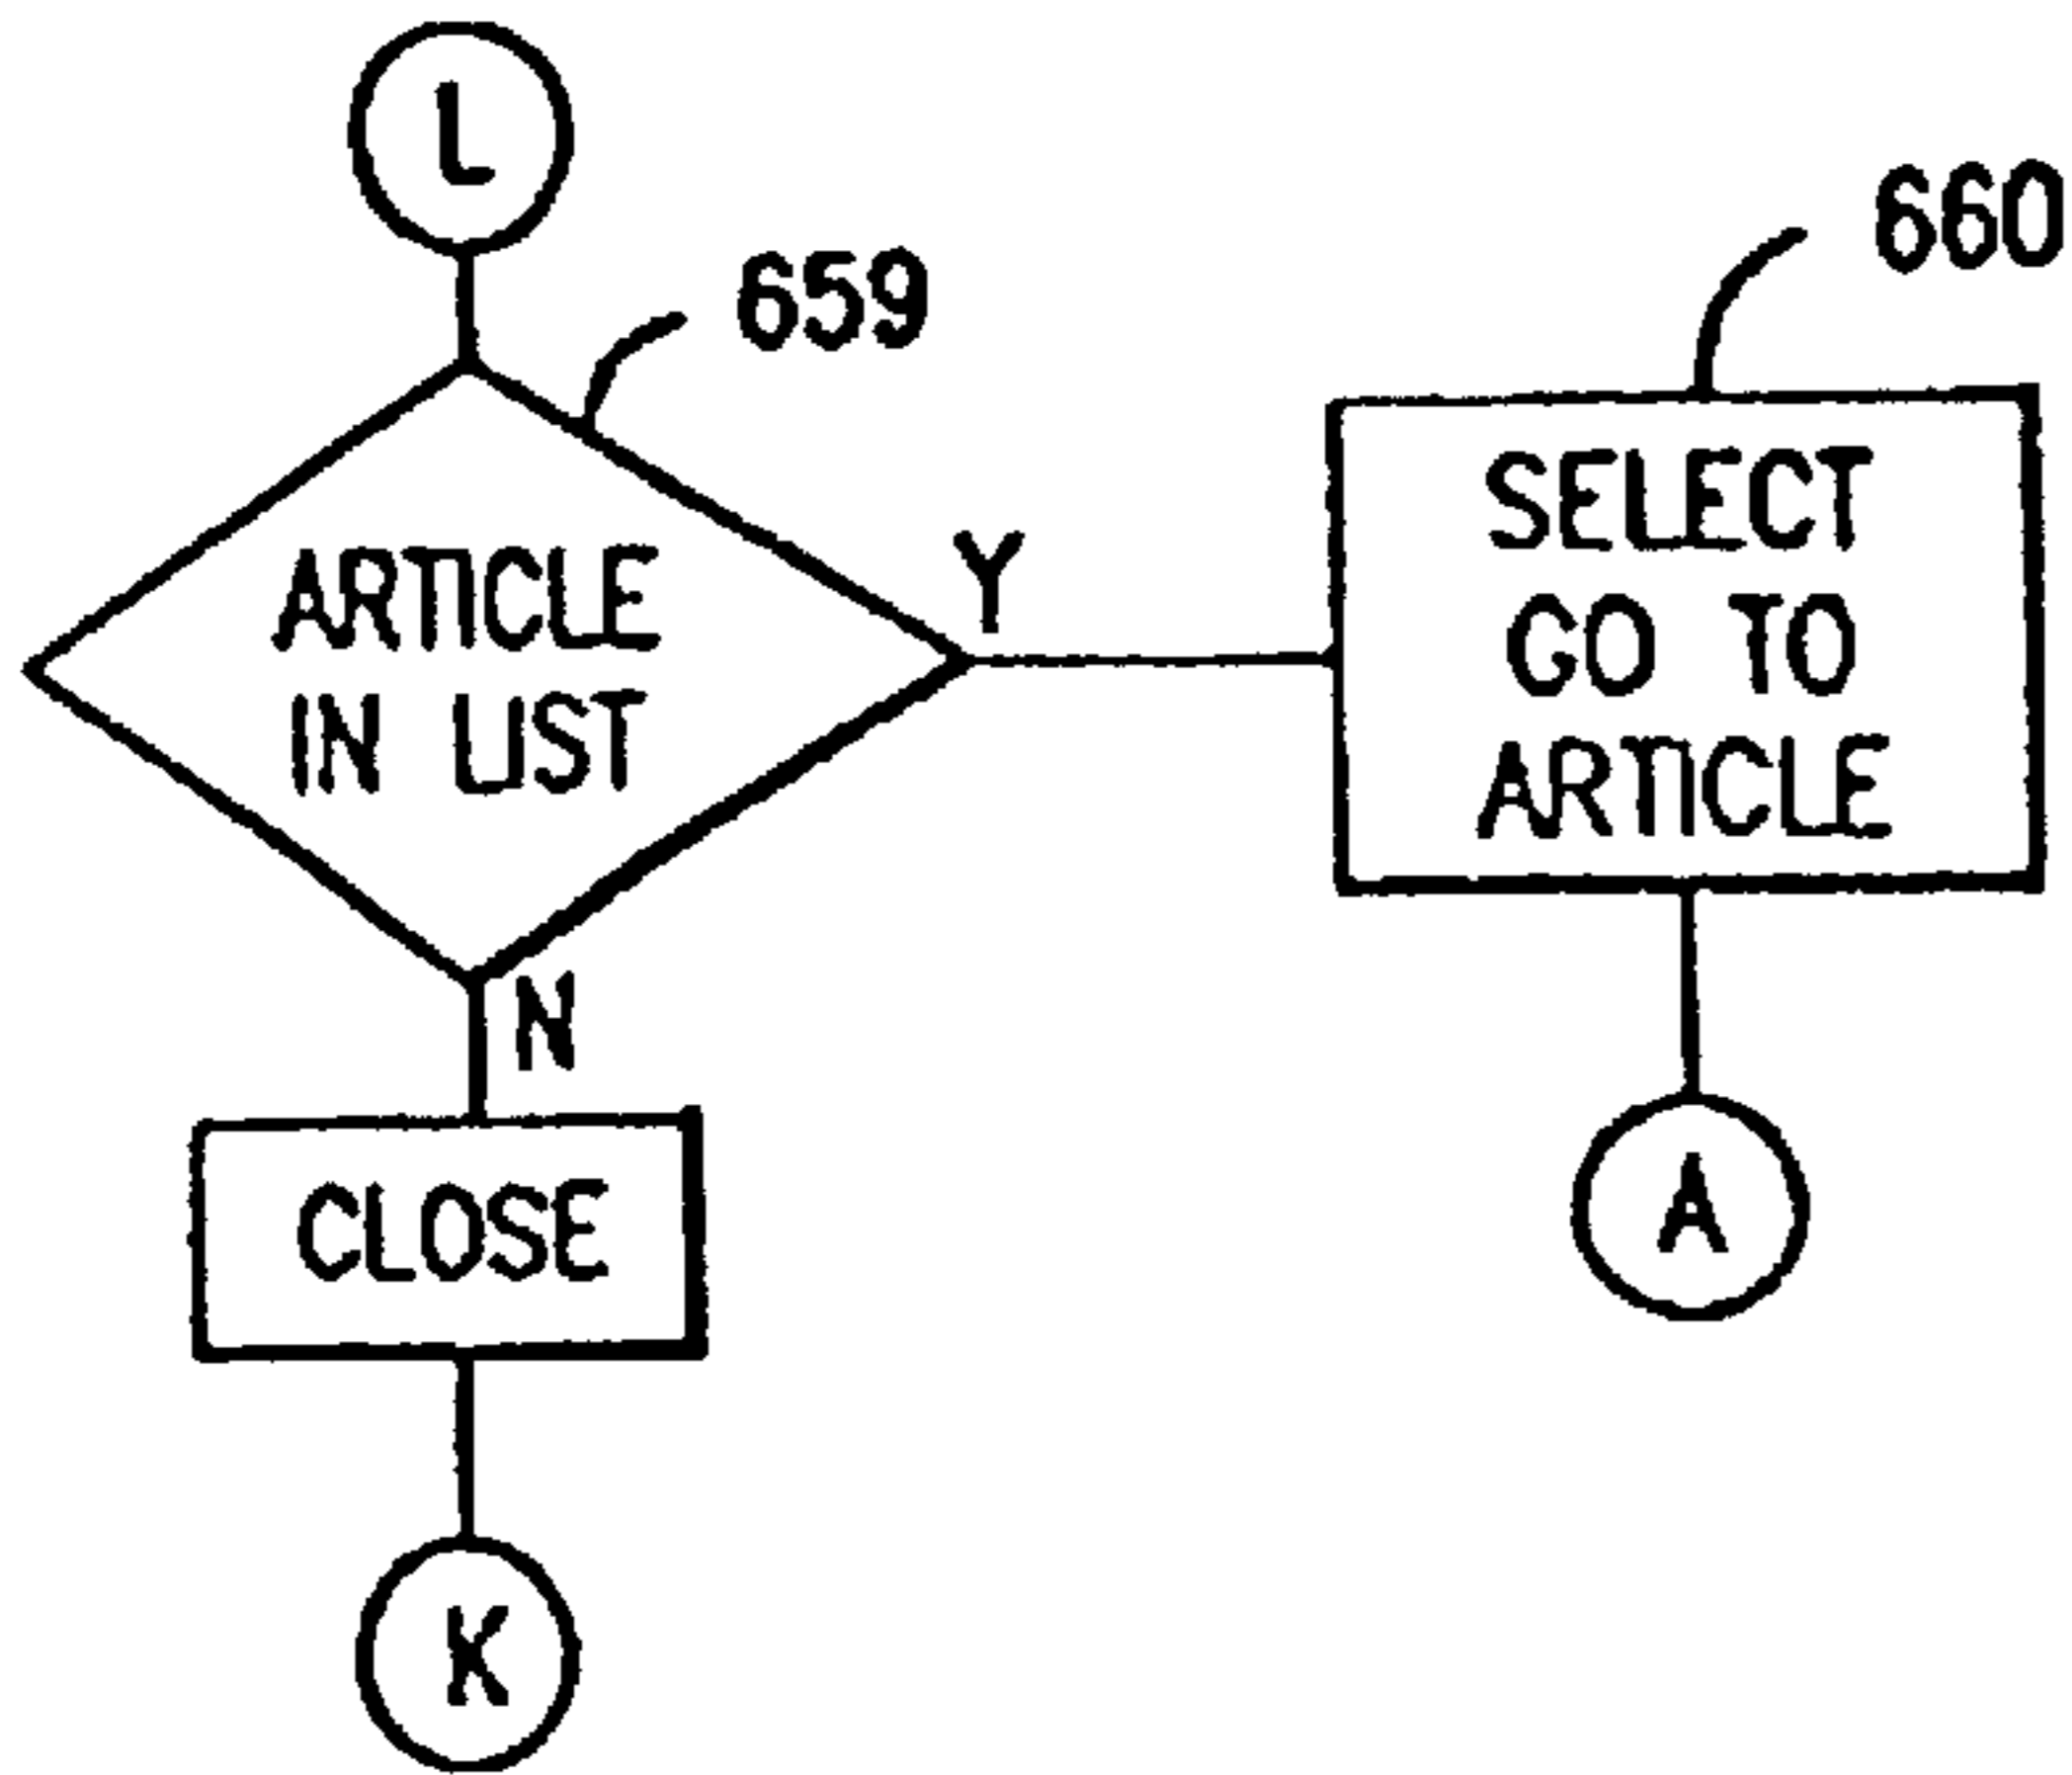 L
659
660
ARTICLE
IN LIST
Y
SELECT
GO TO
ARTICLE
N
CLOSE
A
K